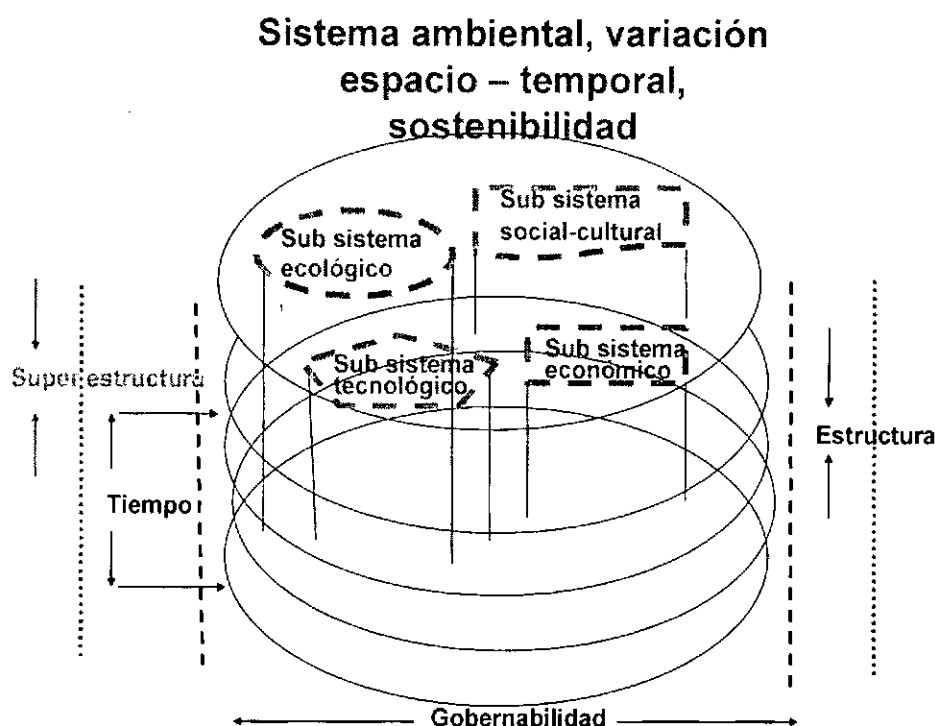 Sistema ambiental, variación
espacio – temporal,
sostenibilidad
Sub sistema
social-cultural
Sub sistema
ecológico
Sub sistema
tecnológico
Sub sistema
económico
Superestructura
Estructura
Tiempo
Gobernabilidad